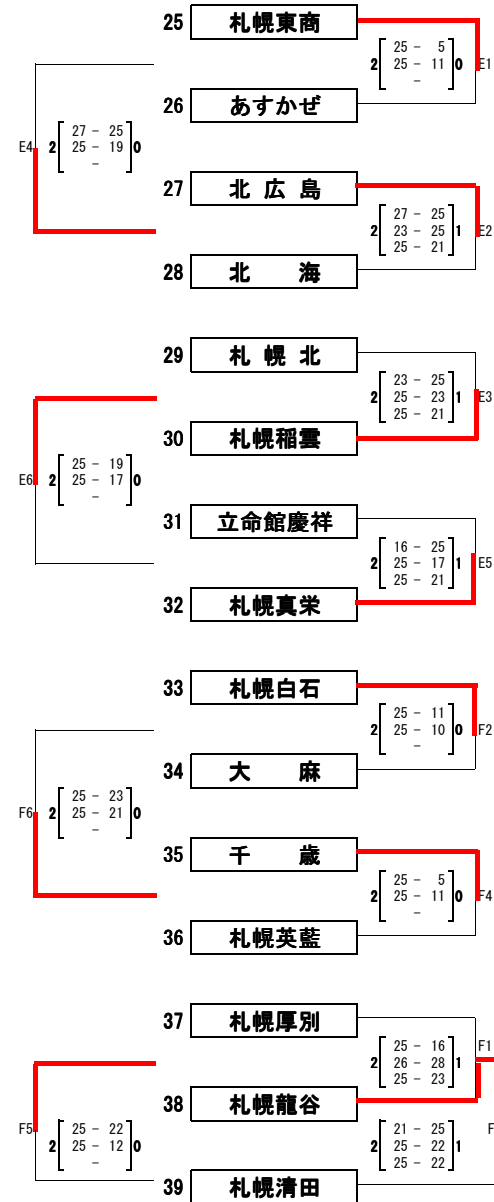 25 札幌東商
2 25 - 5 0 E1
25 - 11
-
26 あすかぜ
E4 2 27 - 25 0
25 - 19
-
27 北 広 島
2 27 - 25 1 E2
23 - 25
25 - 21
28 北 海
29 札 幌 北
2 23 - 25 1 E3
25 - 23
25 - 21
30 札幌稲雲
E6 2 25 - 19 0
25 - 17
-
31 立命館慶祥
2 16 - 25 1 E5
25 - 17
25 - 21
32 札幌真栄
33 札幌白石
2 25 - 11 0 F2
25 - 10
-
34 大 麻
F6 2 25 - 23 0
25 - 21
-
35 千 歳
2 25 - 5 0 F4
25 - 11
-
36 札幌英藍
37 札幌厚別
2 25 - 16 1 F1
26 - 28
25 - 23
38 札幌龍谷
F5 2 25 - 22 0
25 - 12
-
2 21 - 25 1 F
25 - 22
25 - 22
39 札幌清田